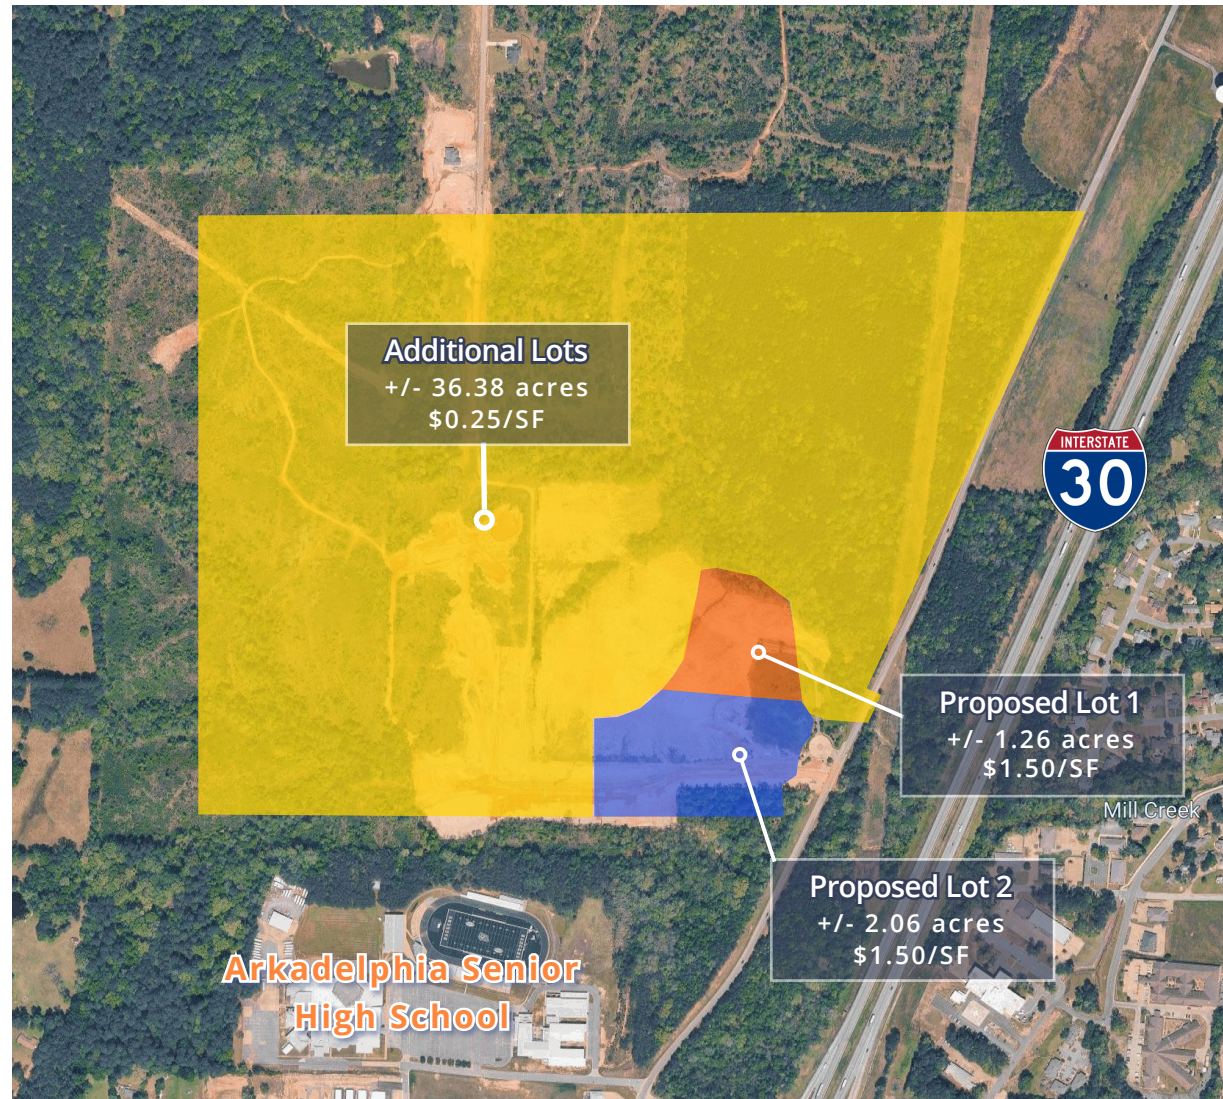 Additional Lots
+/- 36.38 acres
$0.25/SF
INTERSTATE
30
Proposed Lot 1
+/- 1.26 acres
$1.50/SF
Mill Creek
Proposed Lot 2
+/- 2.06 acres
$1.50/SF
Arkadelphia Senior
High School